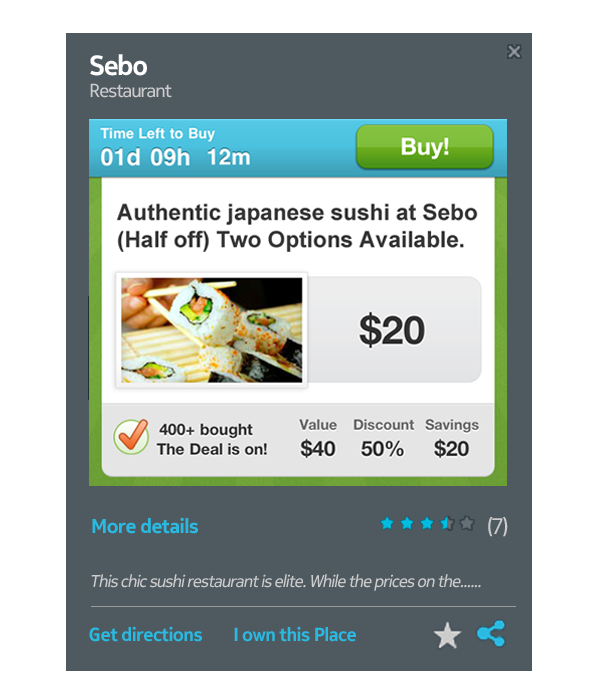 Sebo
Restaurant
Time Left to Buy
01d 09h 12m
Buy!
Authentic japanese sushi at Sebo
(Half off) Two Options Available.
$20
400+ bought
The Deal is on!
Value Discount Savings
$40 50% $20
More details
(7)
This chic sushi restaurant is elite. While the prices on the......
Get directions
I own this Place